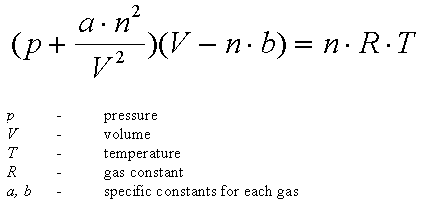 (p + a · n² / V²)(V − n · b) = n · R · T
p - pressure
V - volume
T - temperature
R - gas constant
a, b - specific constants for each gas